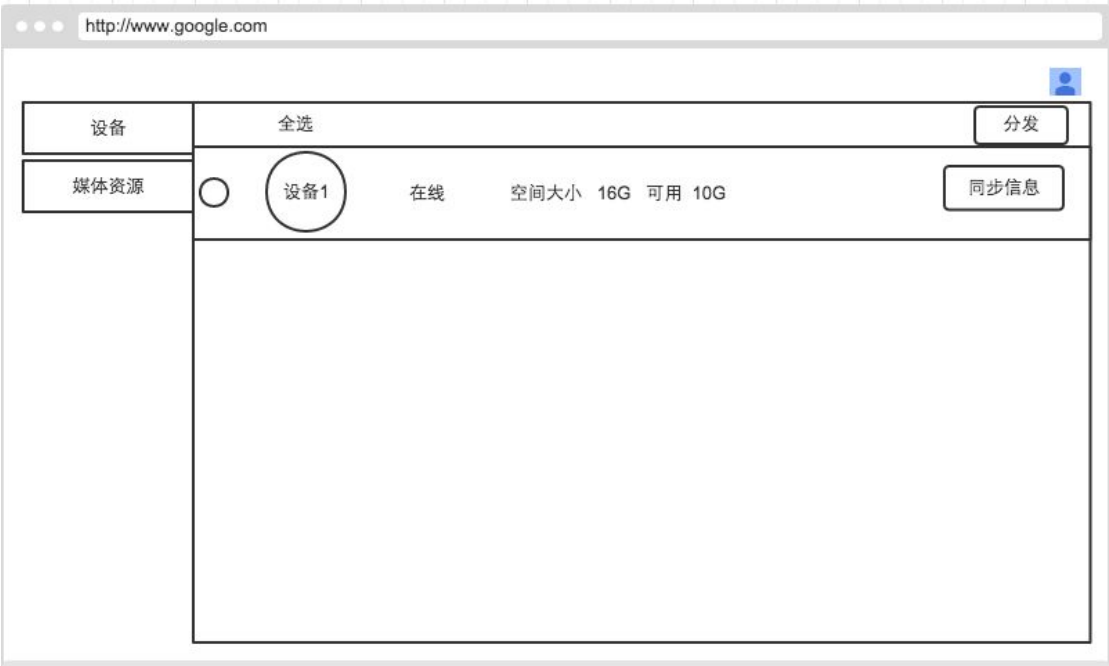 http://www.google.com
设备
全选
分发
媒体资源
设备1
在线
空间大小 16G 可用 10G
同步信息